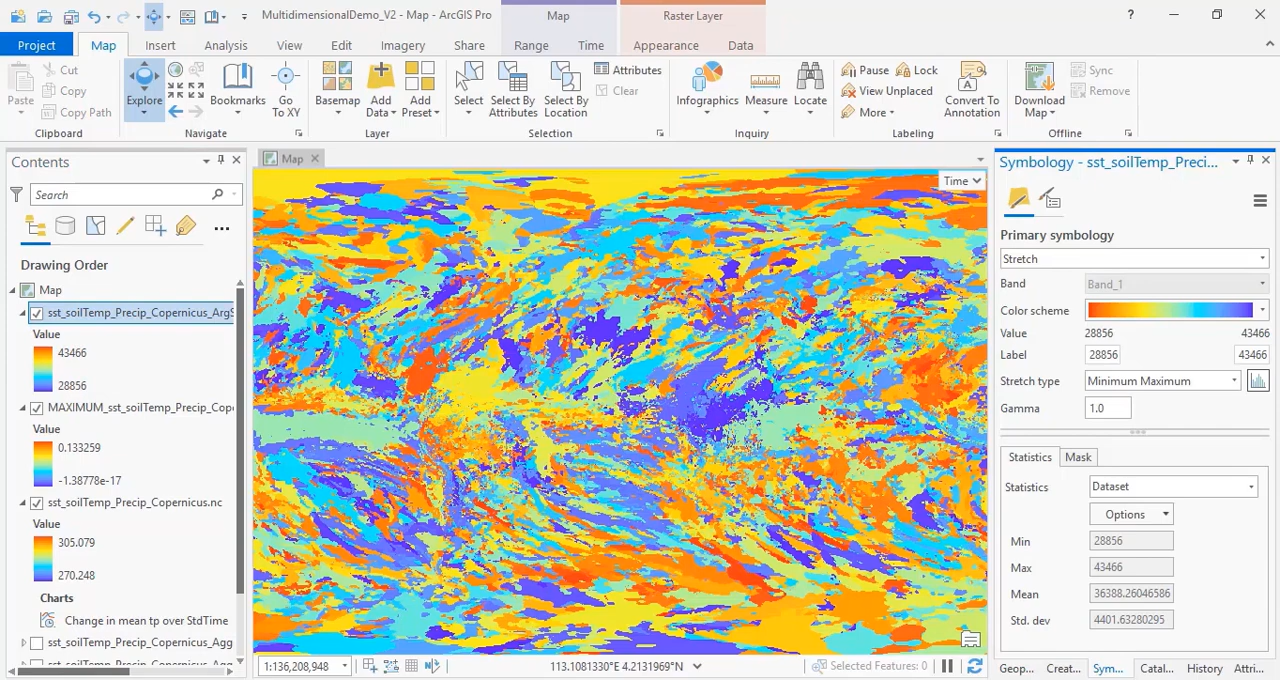 MultidimensionalDemo_V2 - Map - ArcGIS Pro
Map
Raster Layer
?
Project
Map
Insert
Analysis
View
Edit
Imagery
Share
Range
Time
Appearance
Data
Paste
Cut
Copy
Copy Path
Clipboard
Explore
Bookmarks
Go
To XY
Navigate
Basemap
Add
Data
Add
Preset
Layer
Select
Select By
Attributes
Select By
Location
Attributes
Clear
Selection
Infographics
Measure
Locate
Inquiry
Pause
Lock
View Unplaced
More
Convert To
Annotation
Labeling
Download
Map
Sync
Remove
Offline
Contents
Search
Drawing Order
Map
sst_soilTemp_Precip_Copernicus_ArgS
Value
43466
28856
MAXIMUM_sst_soilTemp_Precip_Cope
Value
0.133259
-1.38778e-17
sst_soilTemp_Precip_Copernicus.nc
Value
305.079
270.248
Charts
Change in mean tp over StdTime
sst_soilTemp_Precip_Copernicus_Agg
Map
Time
1:136,208,948
113.1081330°E 4.2131969°N
Selected Features: 0
Symbology - sst_soilTemp_Preci...
Primary symbology
Stretch
Band
Band_1
Color scheme
Value
28856
43466
Label
28856
43466
Stretch type
Minimum Maximum
Gamma
1.0
Statistics
Mask
Statistics
Dataset
Options
Min
28856
Max
43466
Mean
36388.26046586
Std. dev
4401.63280295
Geop...
Creat...
Sym...
Catal...
History
Attri...